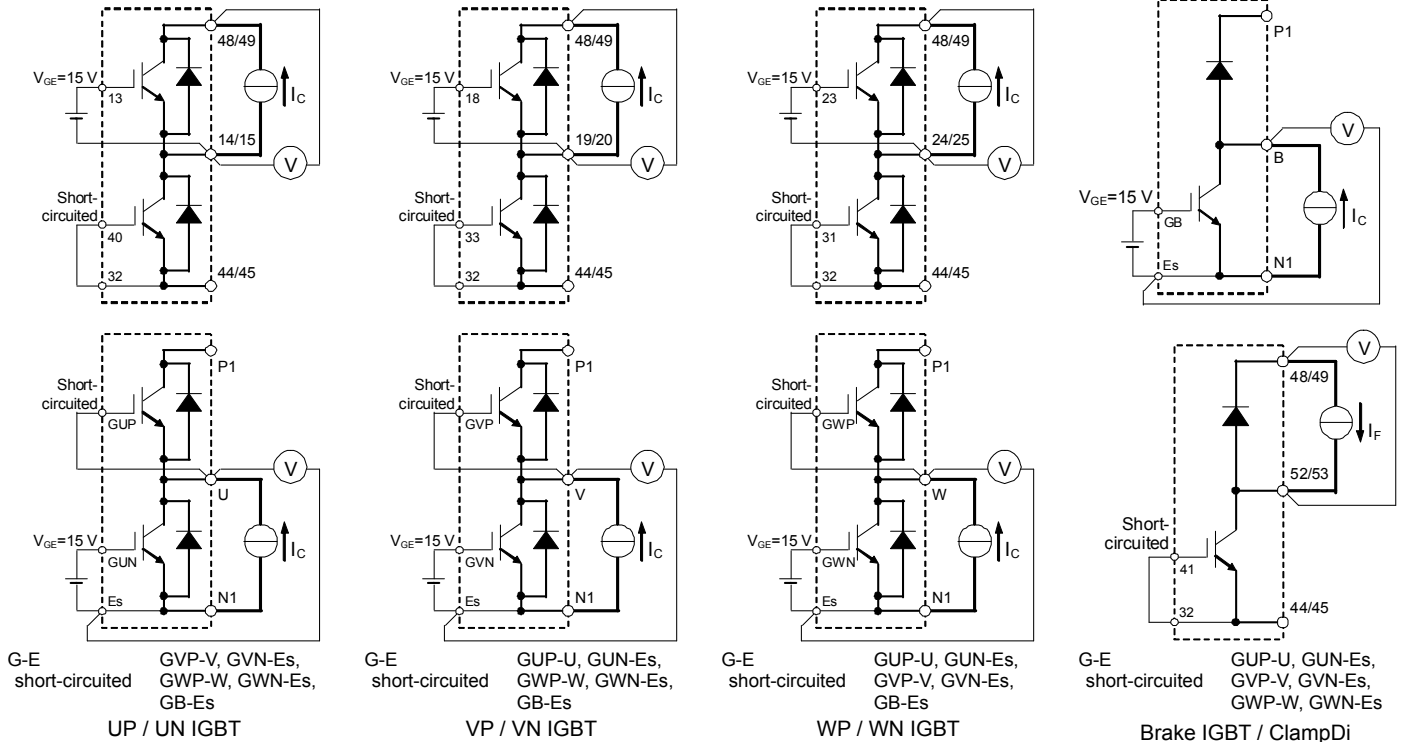 48/49
V_GE=15 V
13
I_C
14/15
V
Short-
circuited
40
32
44/45
48/49
V_GE=15 V
18
I_C
19/20
V
Short-
circuited
33
32
44/45
48/49
V_GE=15 V
23
I_C
24/25
V
Short-
circuited
31
32
44/45
P1
V
B
V_GE=15 V
GB
I_C
Es
N1
P1
Short-
circuited
GUP
V
U
V_GE=15 V
GUN
I_C
Es
N1
P1
Short-
circuited
GVP
V
V
V_GE=15 V
GVN
I_C
Es
N1
P1
Short-
circuited
GWP
V
W
V_GE=15 V
GWN
I_C
Es
N1
V
48/49
I_F
52/53
Short-
circuited
41
32
44/45
G-E GVP-V, GVN-Es,
short-circuited GWP-W, GWN-Es,
GB-Es
UP / UN IGBT
G-E GUP-U, GUN-Es,
short-circuited GWP-W, GWN-Es,
GB-Es
VP / VN IGBT
G-E GUP-U, GUN-Es,
short-circuited GVP-V, GVN-Es,
GB-Es
WP / WN IGBT
G-E GUP-U, GUN-Es,
short-circuited GVP-V, GVN-Es,
GWP-W, GWN-Es
Brake IGBT / ClampDi